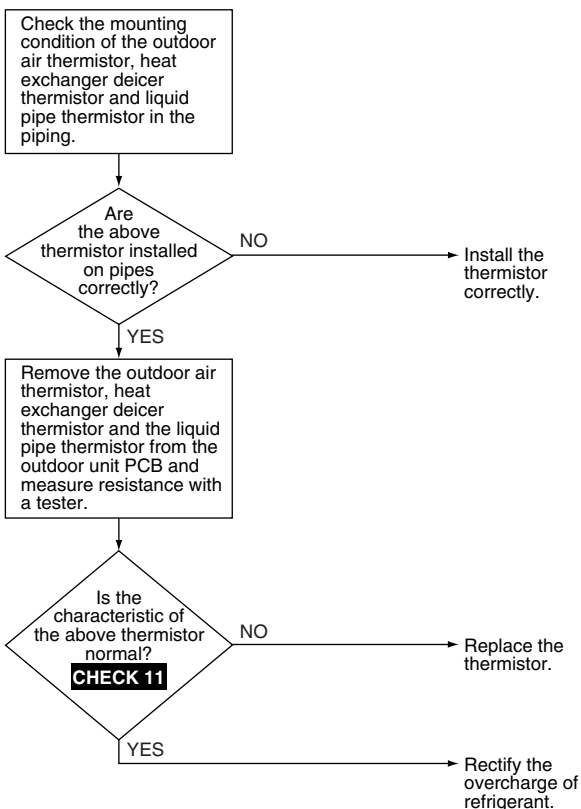 Check the mounting
condition of the outdoor
air thermistor, heat
exchanger deicer
thermistor and liquid
pipe thermistor in the
piping.
Are
the above
thermistor installed
on pipes
correctly?
NO
Install the
thermistor
correctly.
YES
Remove the outdoor air
thermistor, heat
exchanger deicer
thermistor and the liquid
pipe thermistor from the
outdoor unit PCB and
measure resistance with
a tester.
Is the
characteristic of
the above thermistor
normal?
CHECK 11
NO
Replace the
thermistor.
YES
Rectify the
overcharge of
refrigerant.